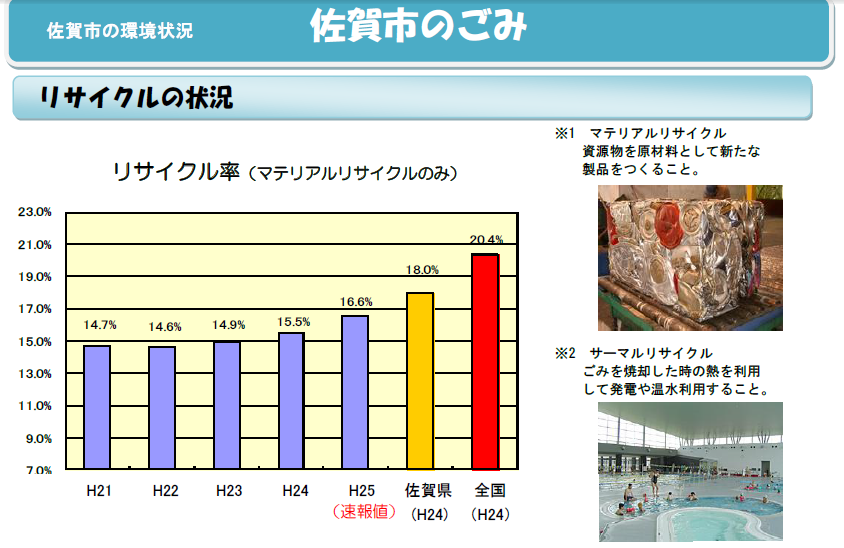 佐賀市の環境状況
佐賀市のごみ
リサイクルの状況
リサイクル率（マテリアルリサイクルのみ）
23.0%
21.0%
19.0%
17.0%
15.0%
13.0%
11.0%
9.0%
7.0%
14.7%
14.6%
14.9%
15.5%
16.6%
18.0%
20.4%
H21
H22
H23
H24
H25
（速報値）
佐賀県
（H24）
全国
（H24）
※1　マテリアルリサイクル
資源物を原材料として新たな
製品をつくること。
※2　サーマルリサイクル
ごみを焼却した時の熱を利用
して発電や温水利用すること。